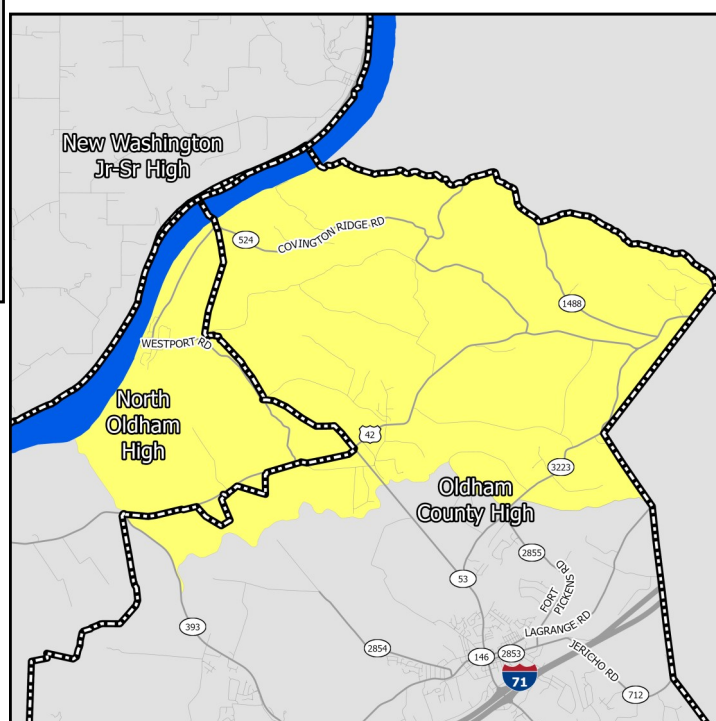 New Washington
Jr-Sr High
524
COVINGTON RIDGE RD
1488
WESTPORT RD
North
Oldham
High
42
3223
Oldham
County High
2855
53
FORT
PICKENS RD
393
LAGRANGE RD
2854
146
2853
JERICHO RD
71
712